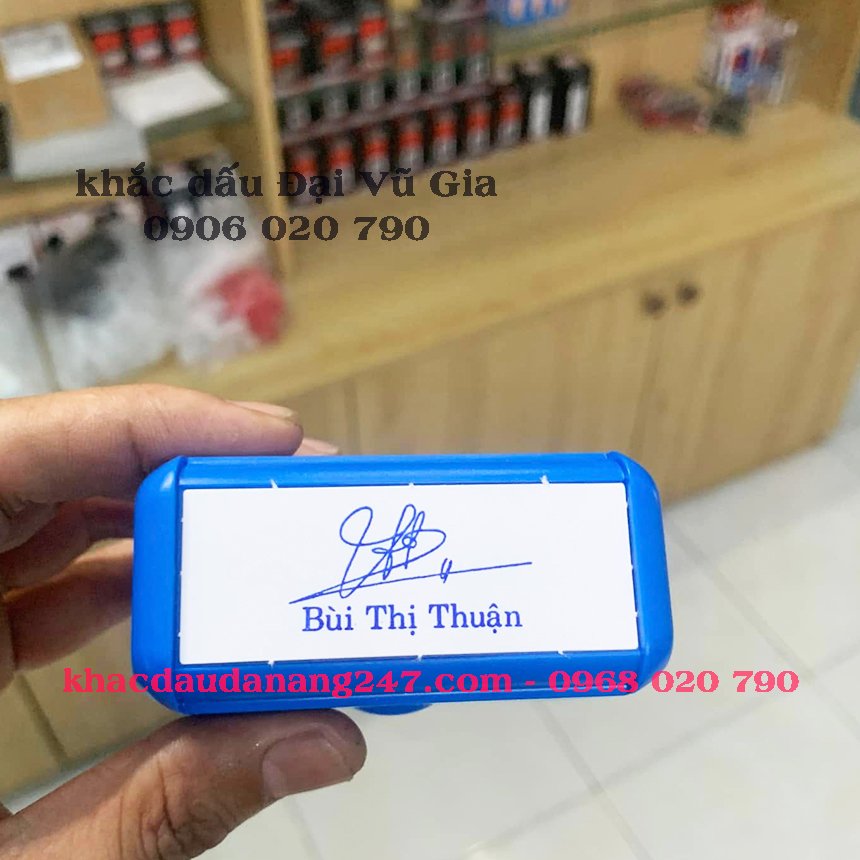 khắc dấu Đại Vũ Gia
0906 020 790
Bùi Thị Thuận
khacdaudanang247.com - 0968 020 790